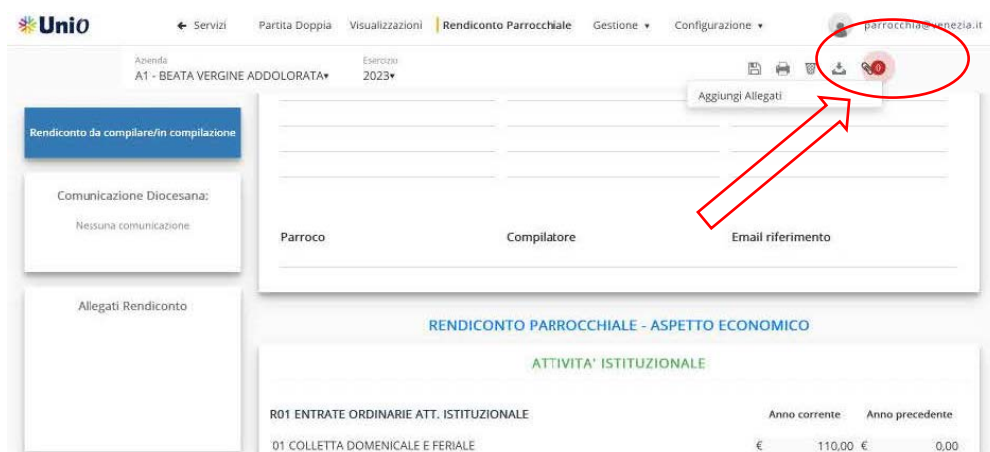 Unio
← Servizi Partita Doppia Visualizzazioni Rendiconto Parrocchiale Gestione ▾ Configurazione ▾ parrocchia@venezia.it
Azienda Esercizio
A1 - BEATA VERGINE ADDOLORATA▾ 2023▾ 0
Aggiungi Allegati
Rendiconto da compilare/in compilazione
Comunicazione Diocesana:
Nessuna comunicazione
Parroco Compilatore Email riferimento
Allegati Rendiconto
RENDICONTO PARROCCHIALE - ASPETTO ECONOMICO
ATTIVITA' ISTITUZIONALE
R01 ENTRATE ORDINARIE ATT. ISTITUZIONALE Anno corrente Anno precedente
01 COLLETTA DOMENICALE E FERIALE € 110,00 € 0,00